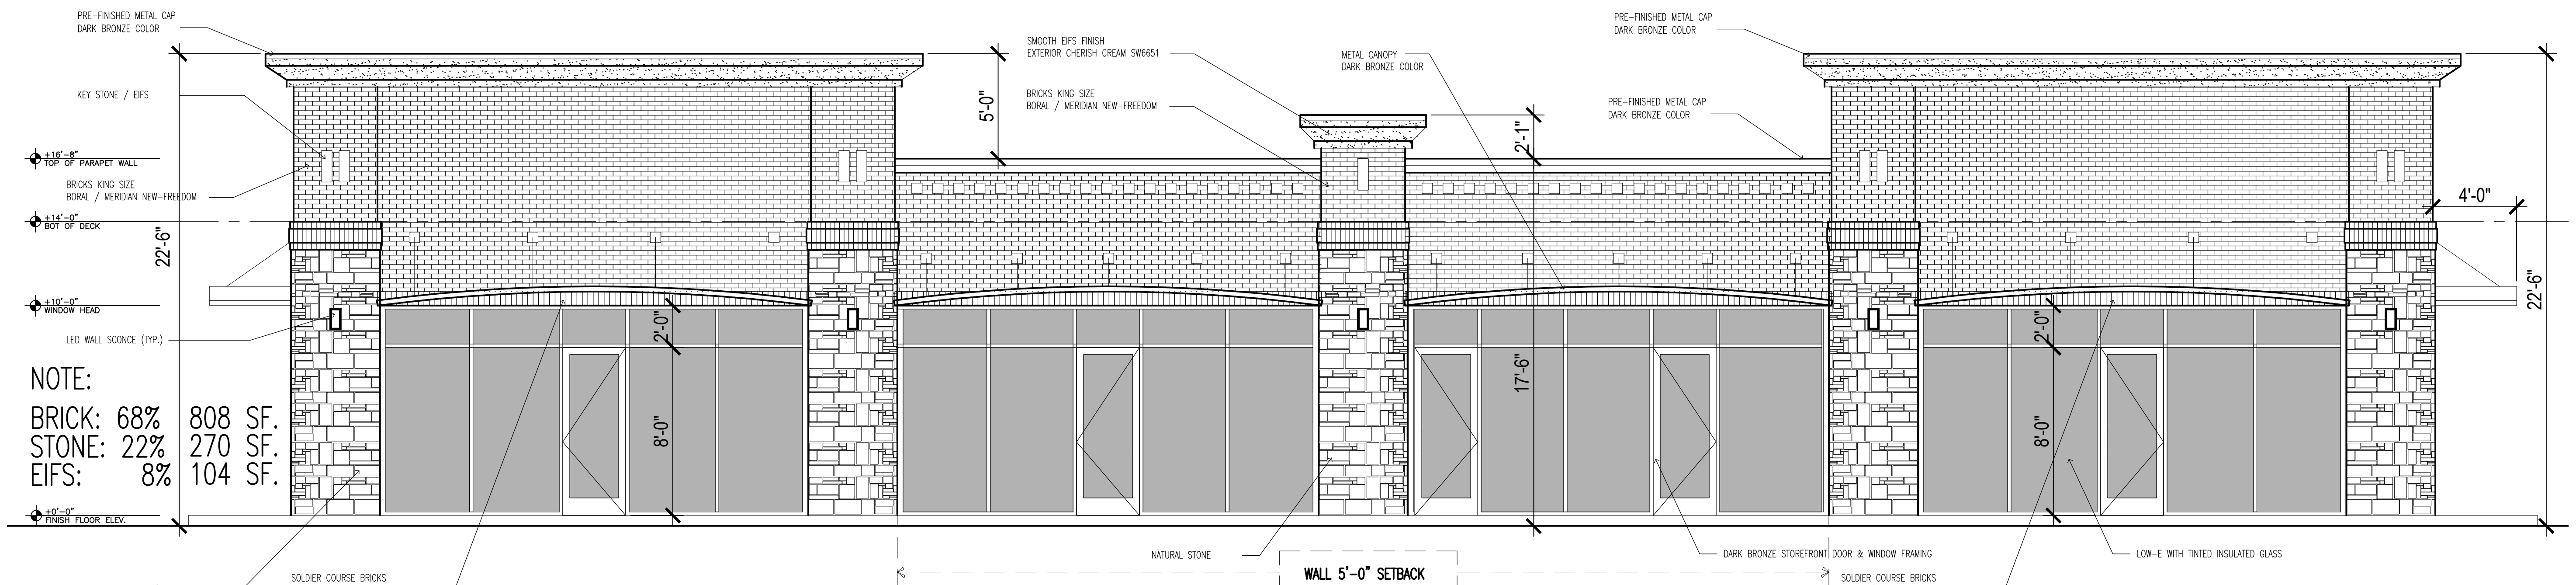 PRE-FINISHED METAL CAP
DARK BRONZE COLOR
KEY STONE / EIFS
+16'-8"
TOP OF PARAPET WALL
BRICKS KING SIZE
BORAL / MERIDIAN NEW-FREEDOM
+14'-0"
BOT OF DECK
22'-6"
+10'-0"
WINDOW HEAD
LED WALL SCONCE (TYP.)
NOTE:
BRICK: 68% 808 SF.
STONE: 22% 270 SF.
EIFS: 8% 104 SF.
+0'-0"
FINISH FLOOR ELEV.
SOLDIER COURSE BRICKS
2'-0"
8'-0"
5'-0"
SMOOTH EIFS FINISH
EXTERIOR CHERISH CREAM SW6651
BRICKS KING SIZE
BORAL / MERIDIAN NEW-FREEDOM
METAL CANOPY
DARK BRONZE COLOR
2'-1"
17'-6"
NATURAL STONE
WALL 5'-0" SETBACK
PRE-FINISHED METAL CAP
DARK BRONZE COLOR
PRE-FINISHED METAL CAP
DARK BRONZE COLOR
DARK BRONZE STOREFRONT DOOR & WINDOW FRAMING
SOLDIER COURSE BRICKS
2'-0"
8'-0"
LOW-E WITH TINTED INSULATED GLASS
4'-0"
22'-6"